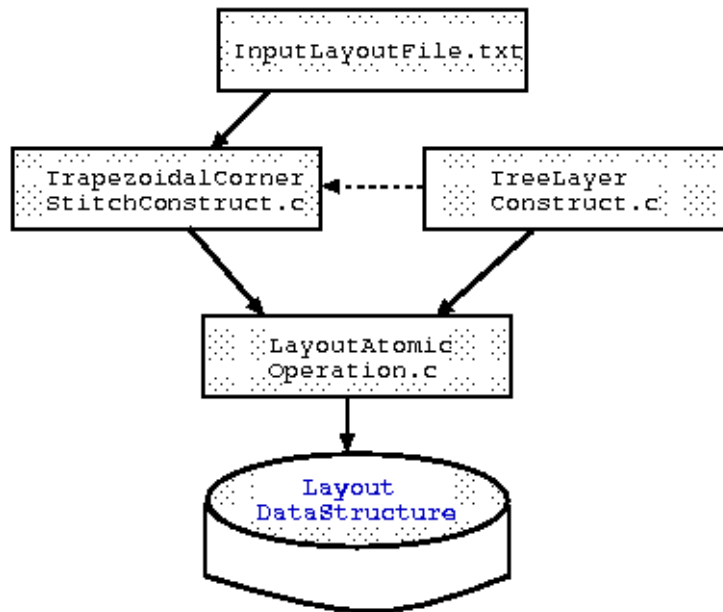 InputLayoutFile.txt
TrapezoidalCorner
StitchConstruct.c
TreeLayer
Construct.c
LayoutAtomic
Operation.c
Layout
DataStructure